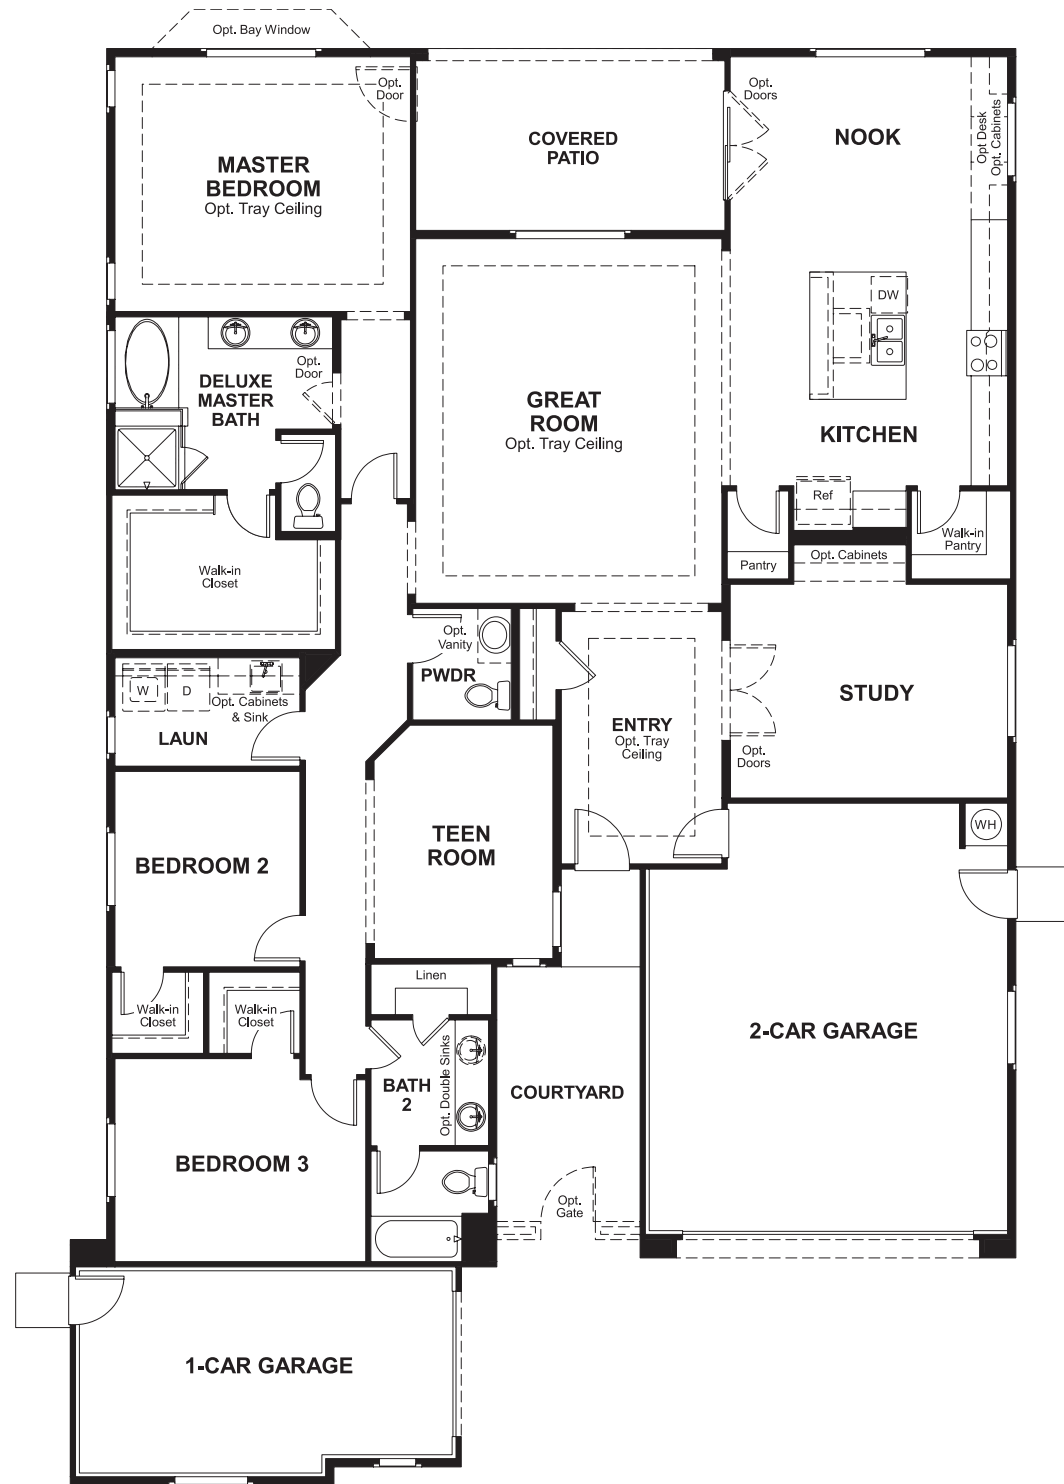 Opt. Bay Window
Opt.
Door
MASTER
BEDROOM
Opt. Tray Ceiling
COVERED
PATIO
Opt.
Doors
NOOK
Opt Desk
Opt. Cabinets
DW
Opt.
Door
DELUXE
MASTER
BATH
GREAT
ROOM
Opt. Tray Ceiling
KITCHEN
Ref
Walk-in
Pantry
Pantry
Opt. Cabinets
Walk-in
Closet
Opt.
Vanity
PWDR
W
D
Opt. Cabinets
& Sink
LAUN
ENTRY
Opt. Tray
Ceiling
STUDY
Opt.
Doors
WH
TEEN
ROOM
BEDROOM 2
Walk-in
Closet
Walk-in
Closet
Linen
Opt. Double Sinks
BATH
2
COURTYARD
2-CAR GARAGE
BEDROOM 3
Opt.
Gate
1-CAR GARAGE